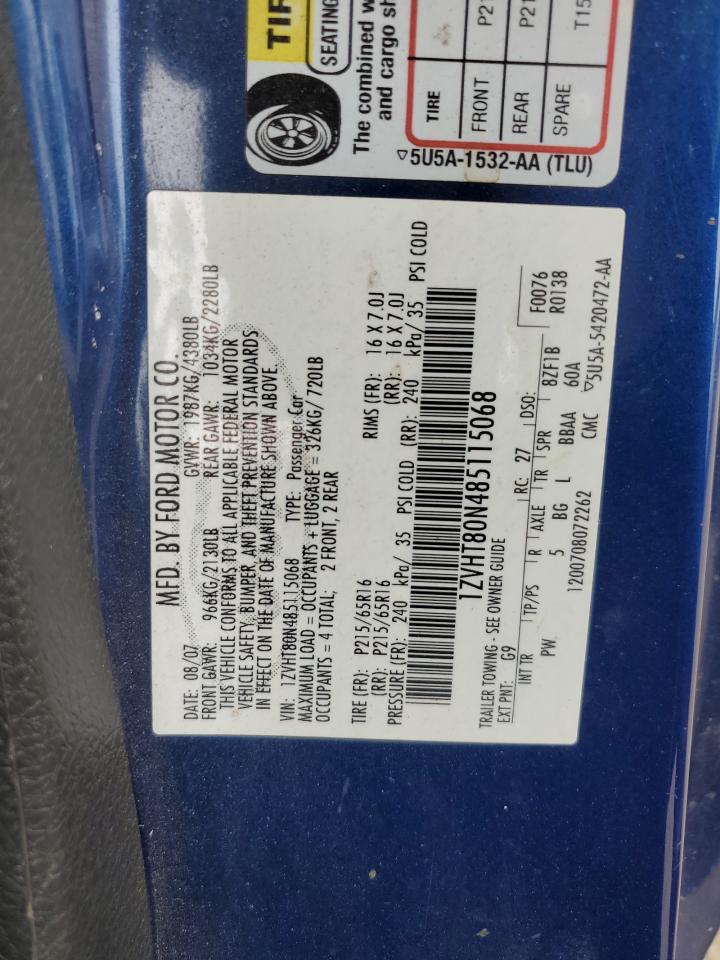 TIR
SEATING
The combined w
and cargo sh
TIRE
FRONT P21
REAR P21
SPARE T15
▽5U5A-1532-AA (TLU)
MFD. BY FORD MOTOR CO.
DATE: 08/07 GVWR: 1987KG/4380LB
FRONT GAWR: 966KG/2130LB REAR GAWR: 1034KG/2280LB
THIS VEHICLE CONFORMS TO ALL APPLICABLE FEDERAL MOTOR
VEHICLE SAFETY, BUMPER, AND THEFT PREVENTION STANDARDS
IN EFFECT ON THE DATE OF MANUFACTURE SHOWN ABOVE.
VIN: 1ZVHT80N485115068 TYPE: Passenger Car
MAXIMUM LOAD = OCCUPANTS + LUGGAGE = 326KG/ 720LB
OCCUPANTS = 4 TOTAL; 2 FRONT, 2 REAR
TIRE (FR): P215/65R16 RIMS (FR): 16 X 7.0J
(RR): P215/65R16 (RR): 16 X 7.0J
PRESSURE (FR): 240 kPa/ 35 PSI COLD (RR): 240 kPa/ 35 PSI COLD
1ZVHT80N485115068
TRAILER TOWING - SEE OWNER GUIDE
EXT PNT: G9 RC: 27 DSO: F0076
INT TR TP/PS R AXLE TR SPR 8ZF1B R0138
PW 5 BG L BBAA 60A
1200708072262 CMC ▽5U5A-5420472-AA